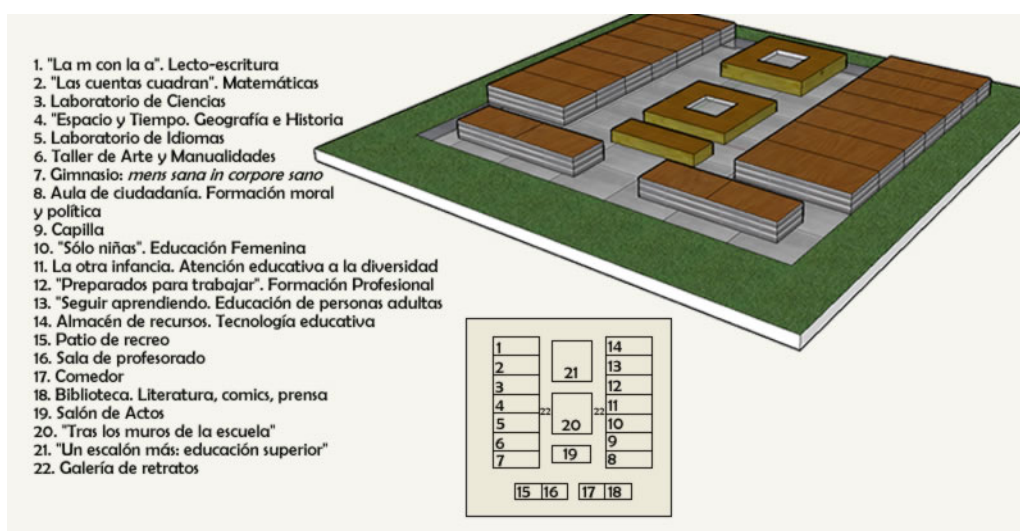 1. "La m con la a". Lecto-escritura
2. "Las cuentas cuadran". Matemáticas
3. Laboratorio de Ciencias
4. "Espacio y Tiempo. Geografía e Historia
5. Laboratorio de Idiomas
6. Taller de Arte y Manualidades
7. Gimnasio: mens sana in corpore sano
8. Aula de ciudadanía. Formación moral
y política
9. Capilla
10. "Sólo niñas". Educación Femenina
11. La otra infancia. Atención educativa a la diversidad
12. "Preparados para trabajar". Formación Profesional
13. "Seguir aprendiendo. Educación de personas adultas
14. Almacén de recursos. Tecnología educativa
15. Patio de recreo
16. Sala de profesorado
17. Comedor
18. Biblioteca. Literatura, comics, prensa
19. Salón de Actos
20. "Tras los muros de la escuela"
21. "Un escalón más: educación superior"
22. Galería de retratos
1 14
2 21 13
3 12
4 22 22 11
5 20 10
6 9
7 19 8
15 16 17 18